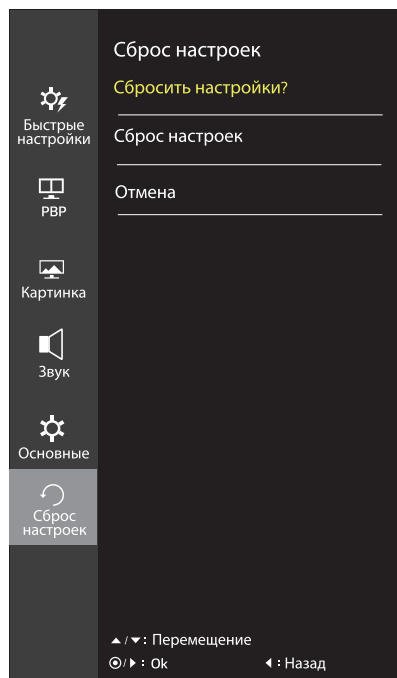 Быстрые
настройки
PBP
Картинка
Звук
Основные
Сброс
настроек
Сброс настроек
Сбросить настройки?
Сброс настроек
Отмена
: Перемещение
/ : Ok : Назад